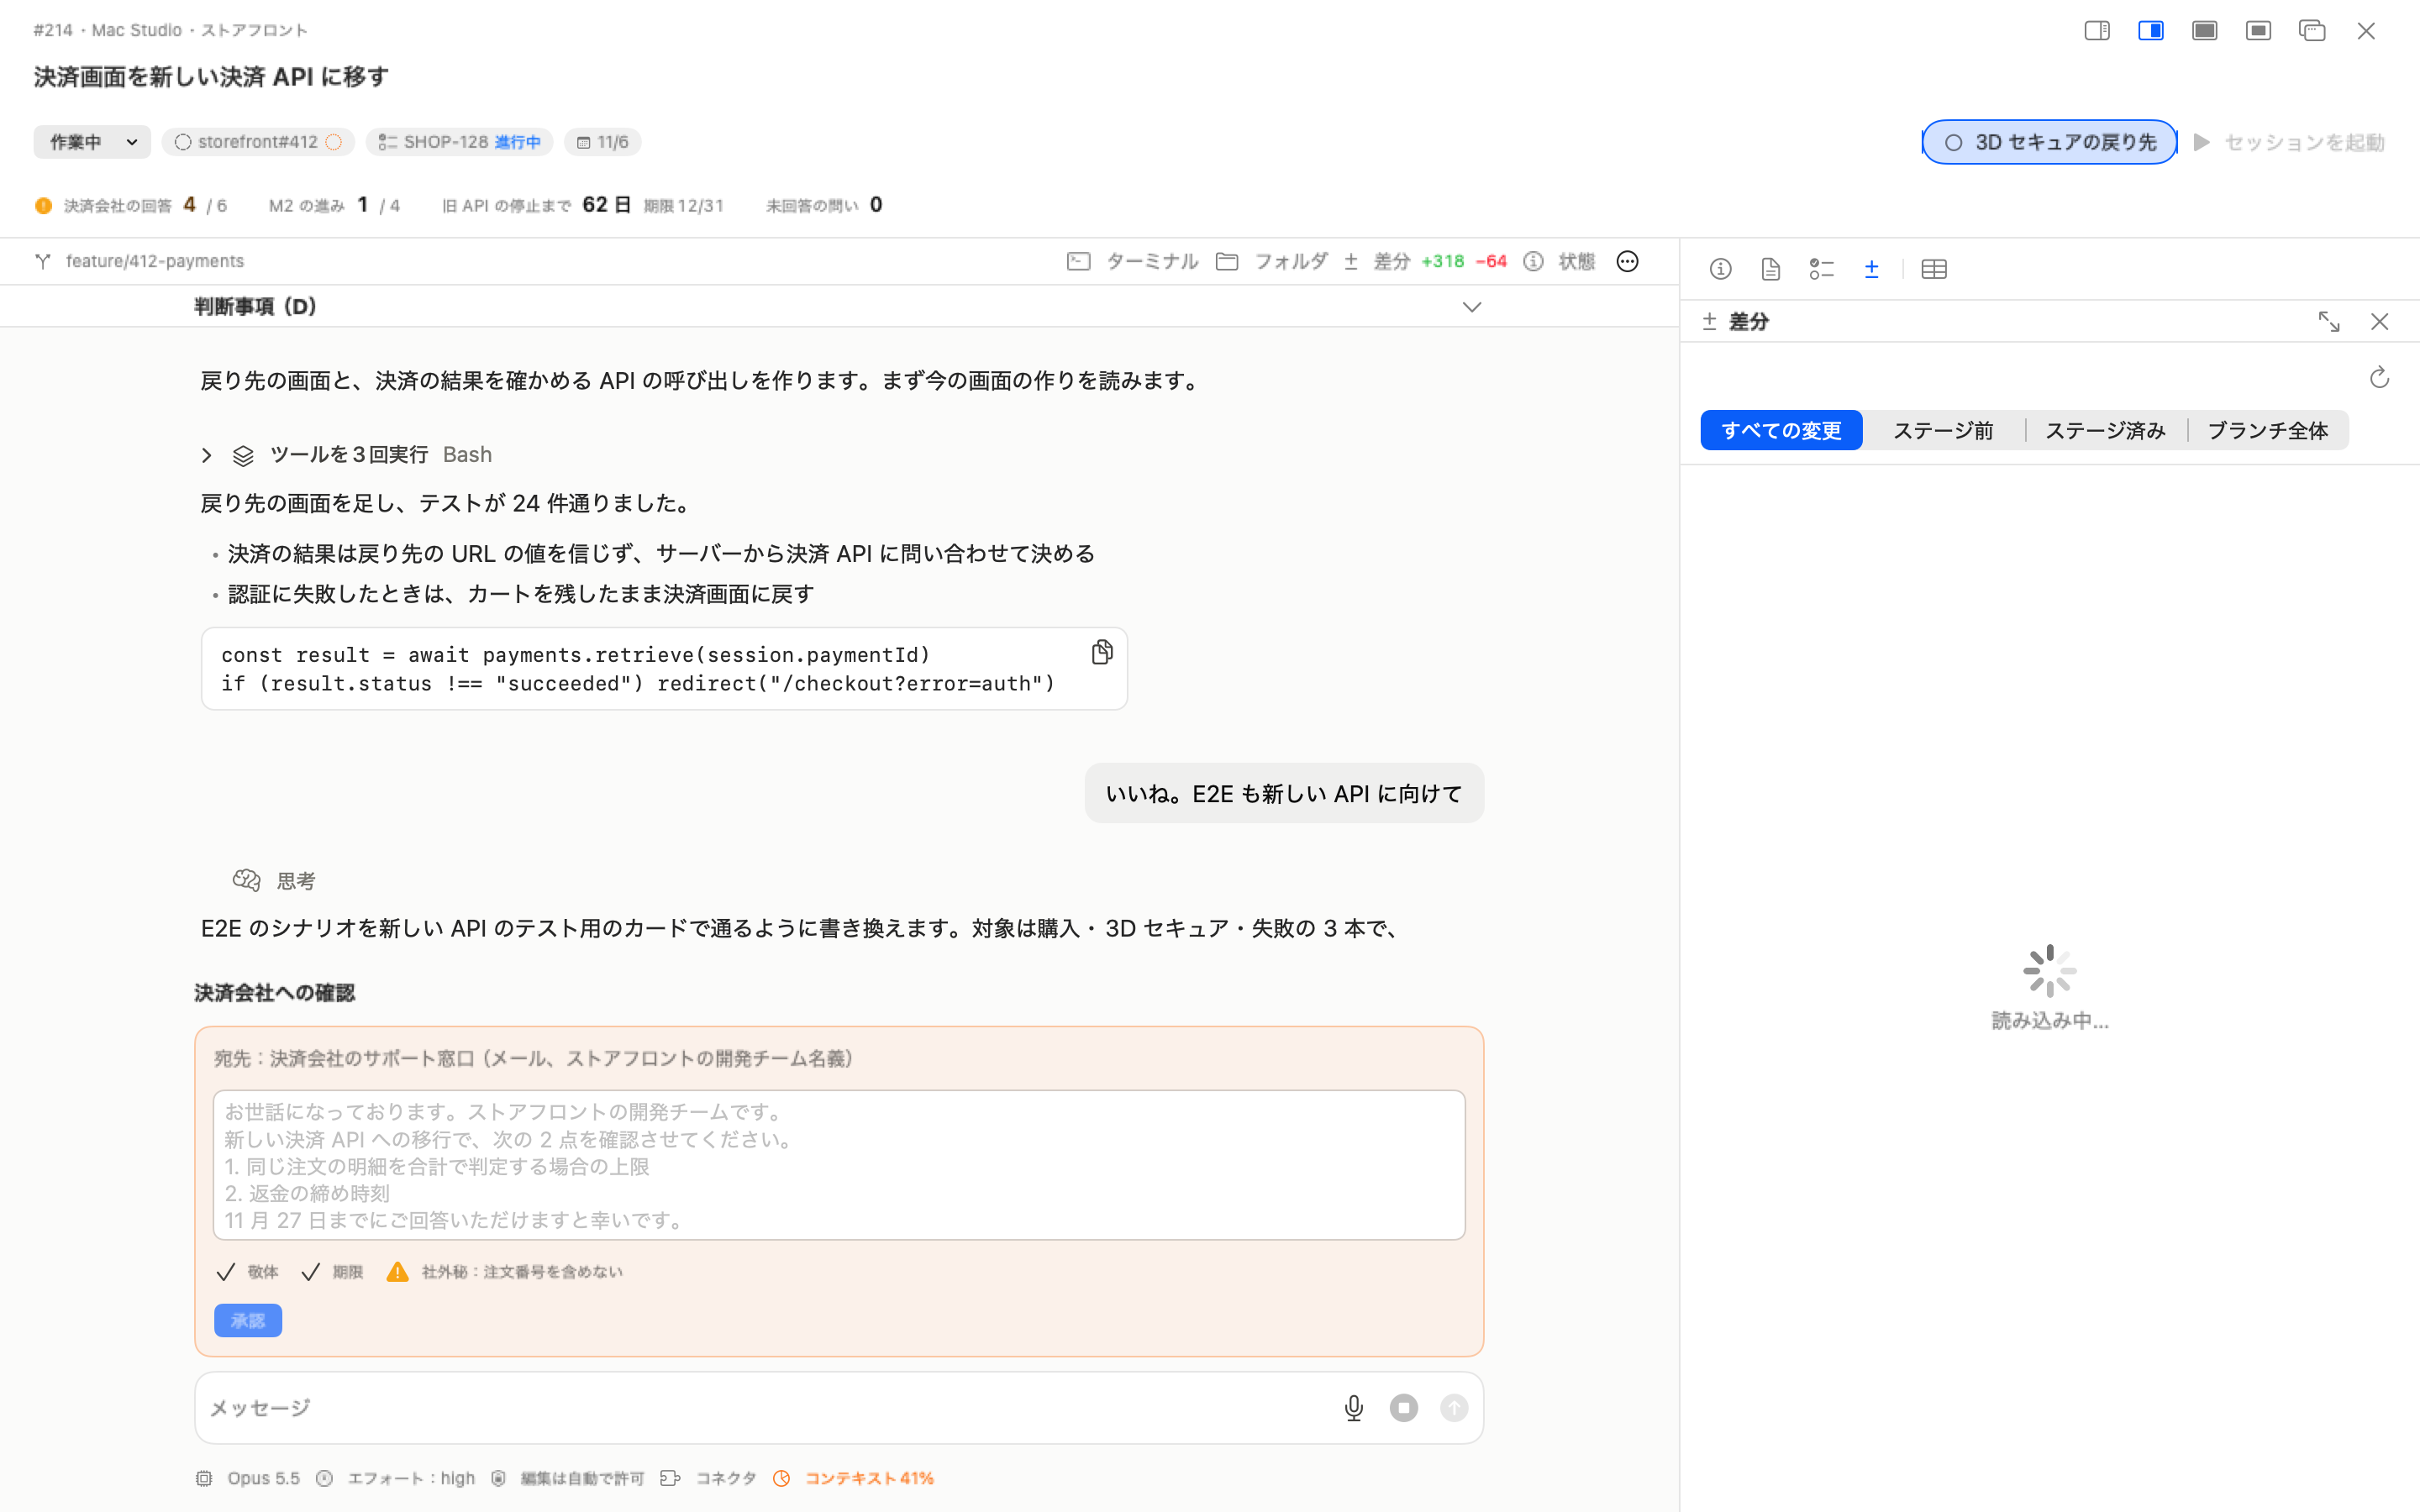 #214・Mac Studio・ストアフロント
決済画面を新しい決済 API に移す
作業中 storefront#412 SHOP-128 進行中 11/6
3D セキュアの戻り先 セッションを起動
決済会社の回答 4 / 6 M2 の進み 1 / 4 旧 API の停止まで 62 日 期限 12/31 未回答の問い 0
feature/412-payments ターミナル フォルダ ± 差分 +318 −64 状態
判断事項（D）
戻り先の画面と、決済の結果を確かめる API の呼び出しを作ります。まず今の画面の作りを読みます。
ツールを3回実行 Bash
戻り先の画面を足し、テストが 24 件通りました。
• 決済の結果は戻り先の URL の値を信じず、サーバーから決済 API に問い合わせて決める
• 認証に失敗したときは、カートを残したまま決済画面に戻す
const result = await payments.retrieve(session.paymentId)
if (result.status !== "succeeded") redirect("/checkout?error=auth")
いいね。E2E も新しい API に向けて
思考
E2E のシナリオを新しい API のテスト用のカードで通るように書き換えます。対象は購入・3D セキュア・失敗の 3 本で、
決済会社への確認
宛先：決済会社のサポート窓口（メール、ストアフロントの開発チーム名義）
お世話になっております。ストアフロントの開発チームです。
新しい決済 API への移行で、次の 2 点を確認させてください。
1. 同じ注文の明細を合計で判定する場合の上限
2. 返金の締め時刻
11 月 27 日までにご回答いただけますと幸いです。
敬体 期限 社外秘：注文番号を含めない
承認
メッセージ
Opus 5.5 エフォート：high 編集は自動で許可 コネクタ コンテキスト 41%
± 差分
すべての変更 ステージ前 ステージ済み ブランチ全体
読み込み中...